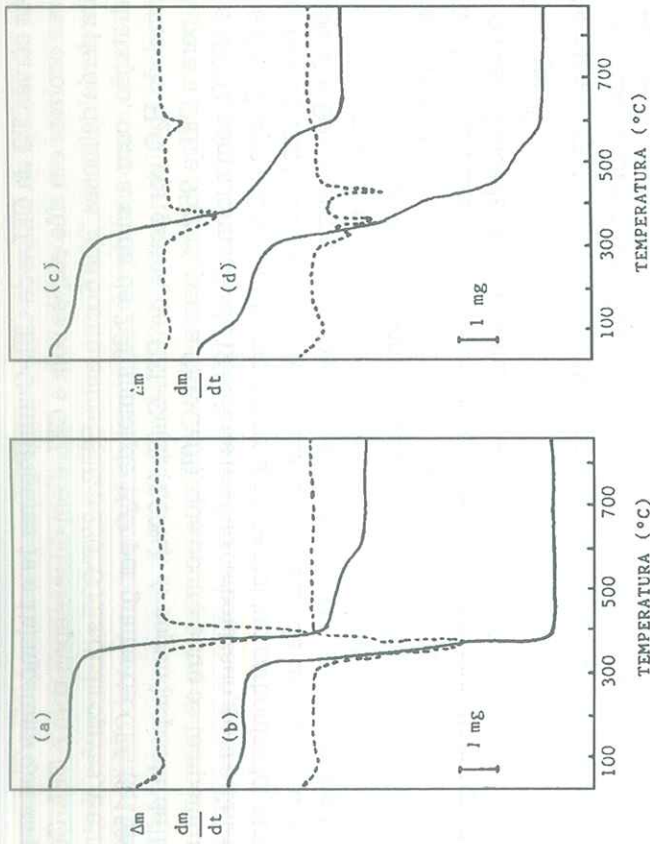 (a)
(b)
Δm
dm
dt
1 mg
100
300
500
700
TEMPERATURA (°C)
(c)
(d)
Δm
dm
dt
1 mg
100
300
500
700
TEMPERATURA (°C)